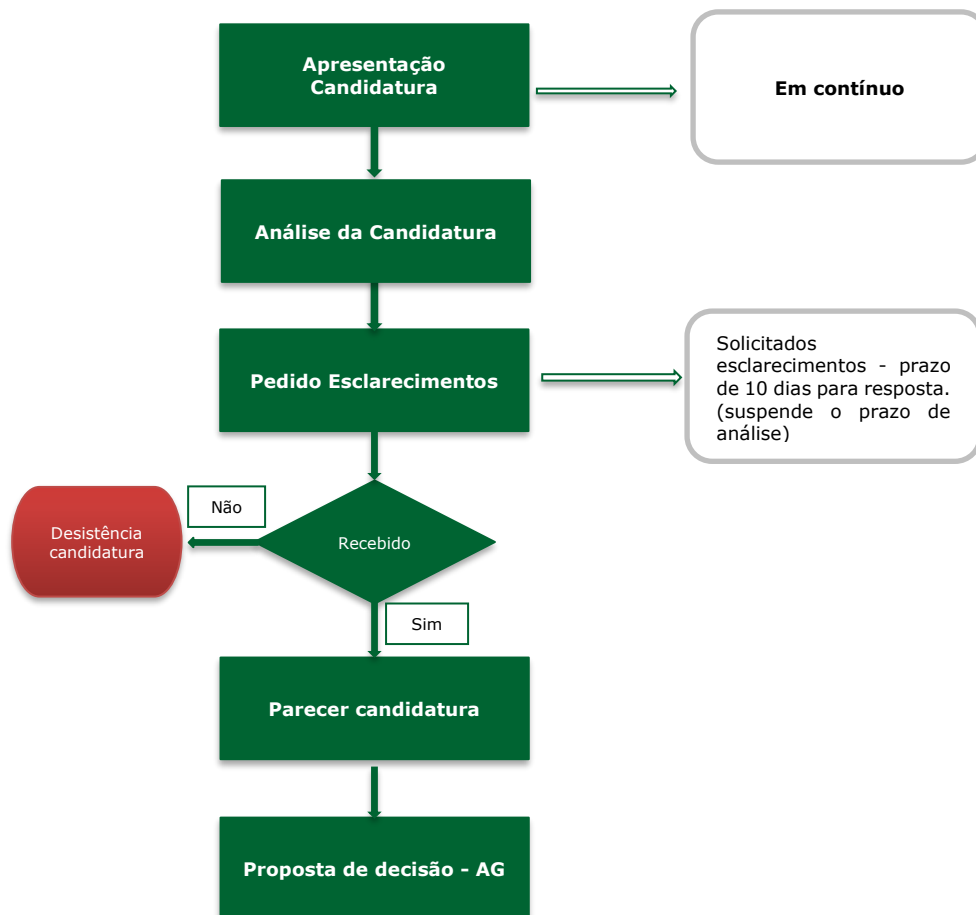 Apresentação
Candidatura
Em contínuo
Análise da Candidatura
Pedido Esclarecimentos
Solicitados
esclarecimentos - prazo
de 10 dias para resposta.
(suspende o prazo de
análise)
Não
Desistência
candidatura
Recebido
Sim
Parecer candidatura
Proposta de decisão - AG